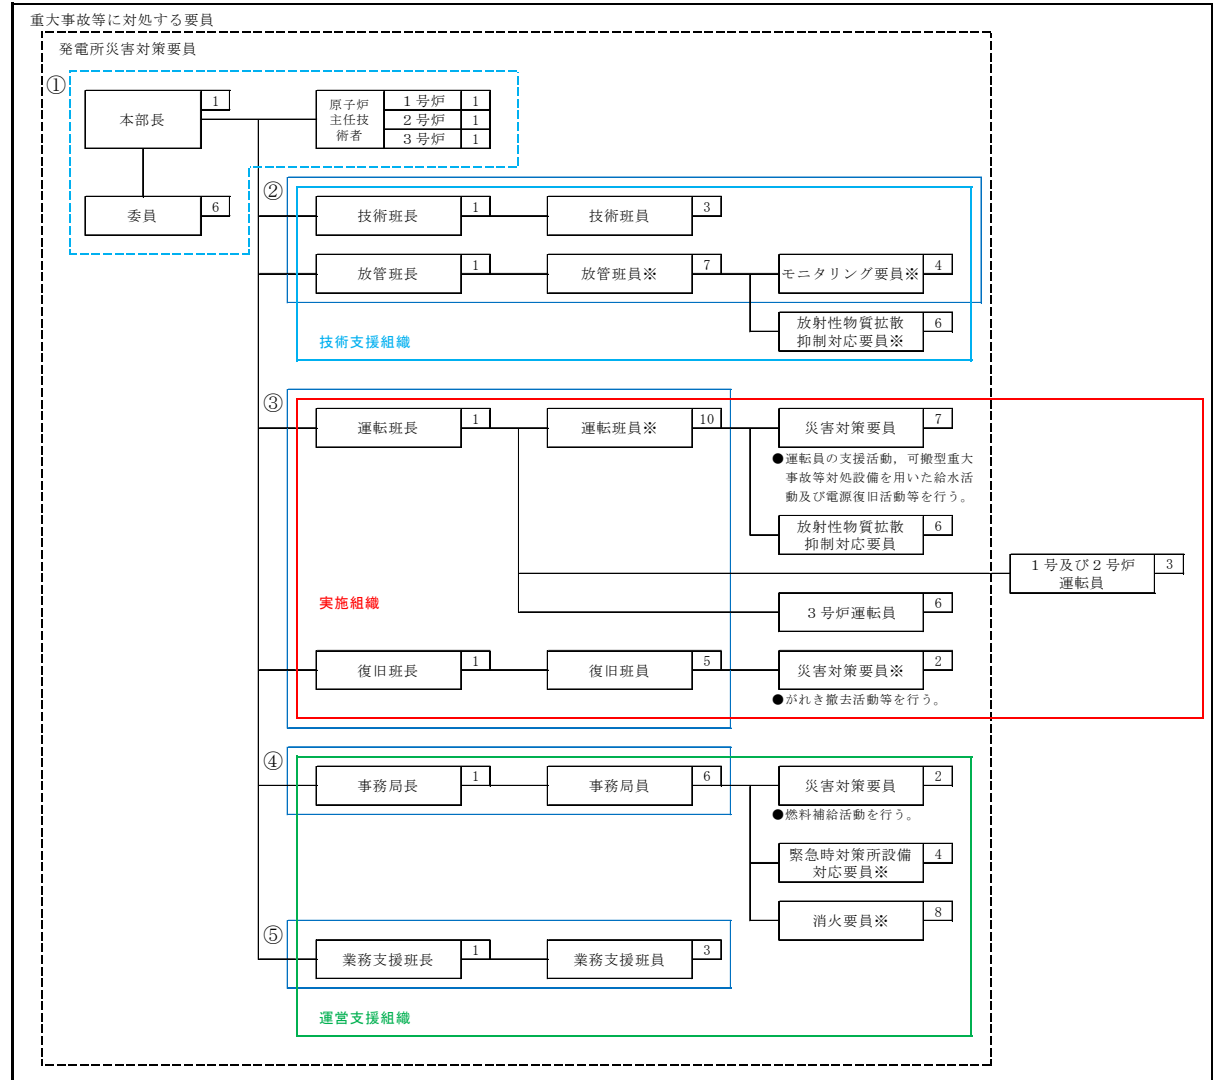 重大事故等に対処する要員
発電所災害対策要員
①
本部長
1
原子炉
主任技
術者
1号炉 1
2号炉 1
3号炉 1
委員
6
②
技術班長
1
技術班員
3
放管班長
1
放管班員※
7
モニタリング要員※
4
放射性物質拡散
抑制対応要員※
6
技術支援組織
③
運転班長
1
運転班員※
10
災害対策要員
7
●運転員の支援活動，可搬型重大
事故等対処設備を用いた給水活
動及び電源復旧活動等を行う。
放射性物質拡散
抑制対応要員
6
1号及び2号炉
運転員
3
実施組織
3号炉運転員
6
復旧班長
1
復旧班員
5
災害対策要員※
2
●がれき撤去活動等を行う。
④
事務局長
1
事務局員
6
災害対策要員
2
●燃料補給活動を行う。
緊急時対策所設備
対応要員※
4
消火要員※
8
⑤
業務支援班長
1
業務支援班員
3
運営支援組織